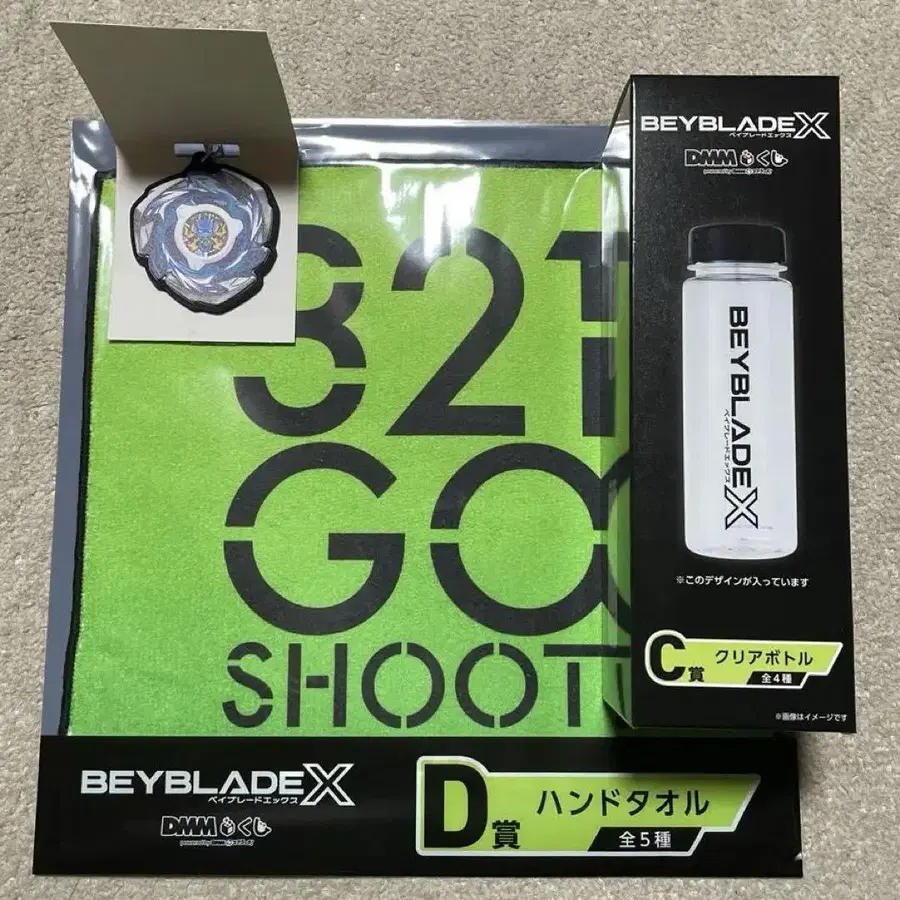 321
GO
SHOOT
BEYBLADE X
ベイブレードエックス
DMMくじ
D賞
ハンドタオル
全5種
BEYBLADE X
ベイブレードエックス
DMMくじ
BEYBLADE X
ベイブレードエックス
※このデザインが入っています
C賞
クリアボトル
全4種
※画像はイメージです